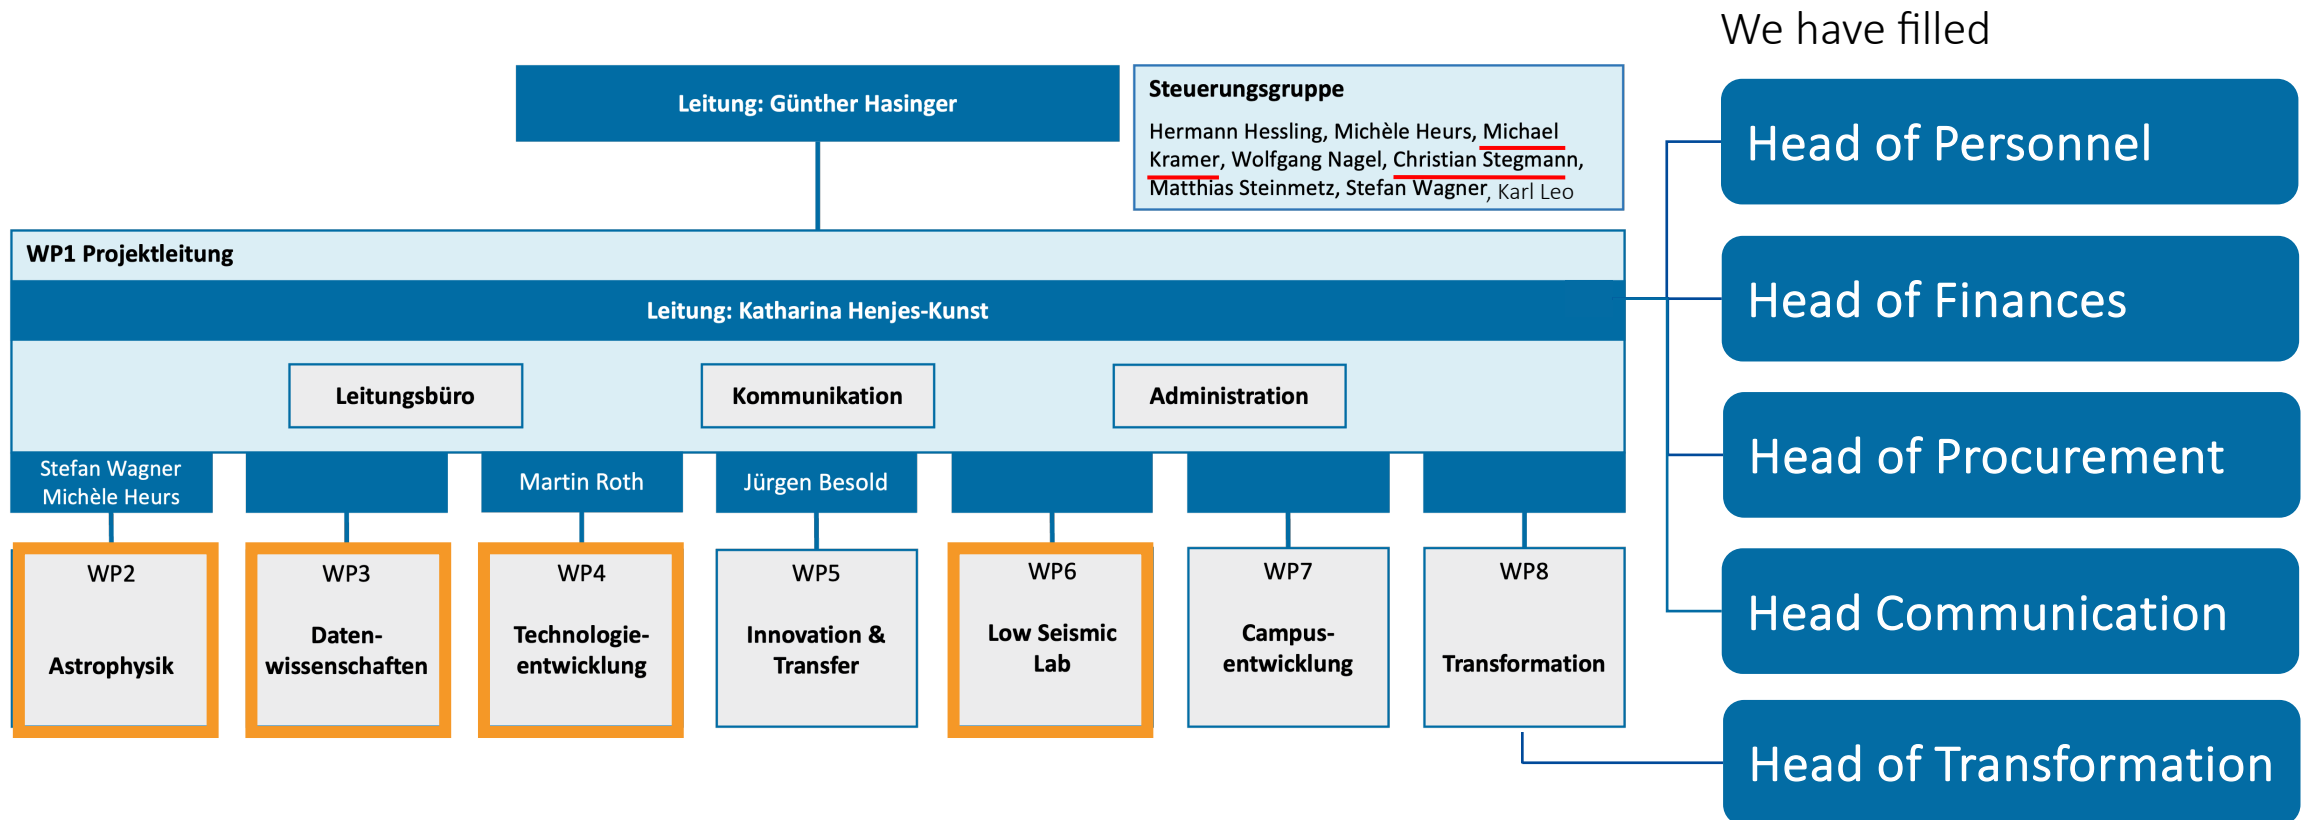 We have filled
Leitung: Günther Hasinger
Steuerungsgruppe
Hermann Hessling, Michèle Heurs, Michael
Kramer, Wolfgang Nagel, Christian Stegmann,
Matthias Steinmetz, Stefan Wagner, Karl Leo
Head of Personnel
WP1 Projektleitung
Leitung: Katharina Henjes-Kunst
Head of Finances
Leitungsbüro
Kommunikation
Administration
Head of Procurement
Stefan Wagner
Michèle Heurs
Martin Roth
Jürgen Besold
WP2
Astrophysik
WP3
Daten-
wissenschaften
WP4
Technologie-
entwicklung
WP5
Innovation &
Transfer
WP6
Low Seismic
Lab
WP7
Campus-
entwicklung
WP8
Transformation
Head Communication
Head of Transformation